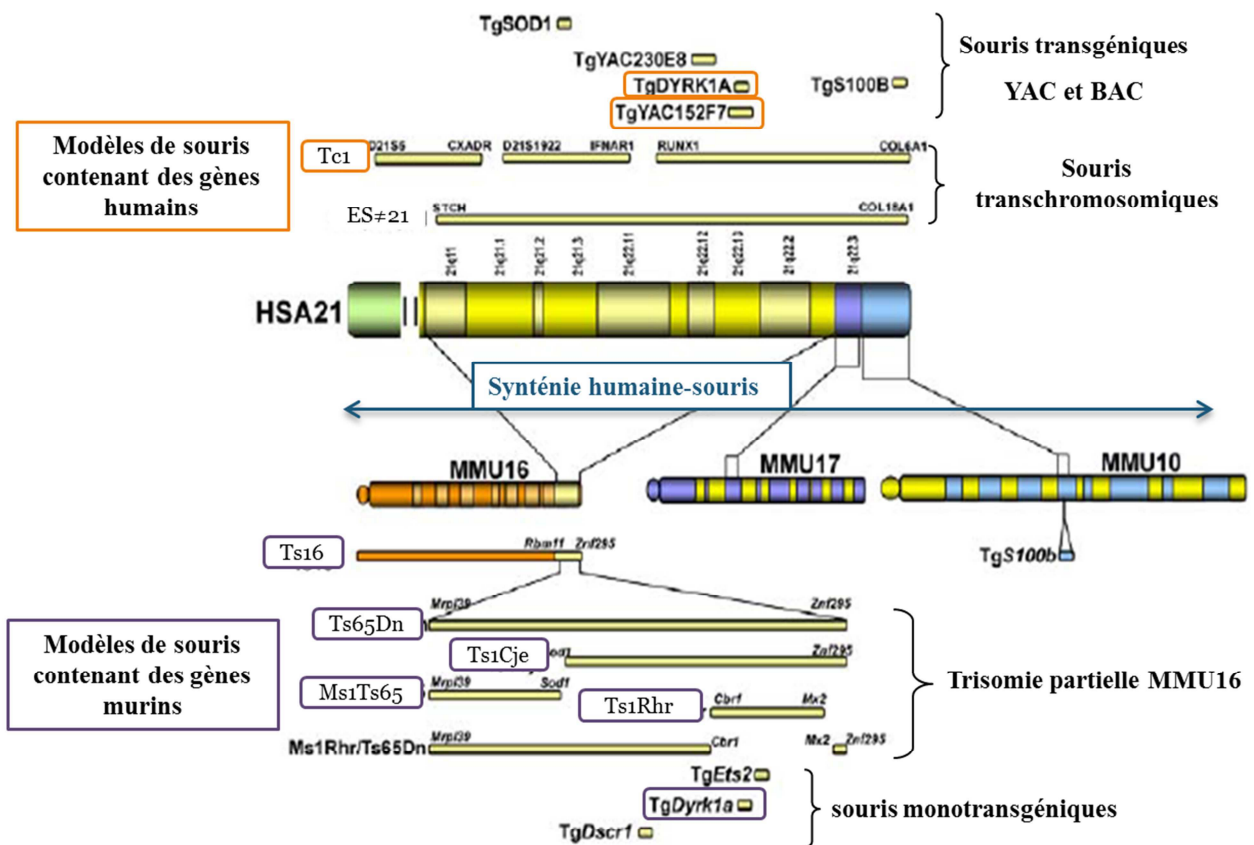 TgSOD1
TgYAC230E8
TgDYRK1A
TgS100B
TgYAC152F7
Souris transgéniques
YAC et BAC
Modèles de souris
contenant des gènes
humains
Tc1
D21S5 CXADR D21S1922 IFNAR1 RUNX1 COL6A1
Souris
transchromosomiques
ES≠21
STCH COL18A1
21q11 21q21.1 21q21.2 21q21.3 21q22.11 21q22.12 21q22.13 21q22.2 21q22.3
HSA21
Synténie humaine-souris
MMU16 MMU17 MMU10
TgS100b
Ts16
Rbm11 Znf295
Modèles de souris
contenant des gènes
murins
Ts65Dn
Mrpl39 Znf295
Ts1Cje
Znf295
Ms1Ts65
Mrpl39 Sod1
Ts1Rhr
Cbr1 Mx2
Ms1Rhr/Ts65Dn
Mrpl39 Cbr1 Mx2 Znf295
Trisomie partielle MMU16
TgEts2
TgDyrk1a
TgDscr1
souris monotransgéniques